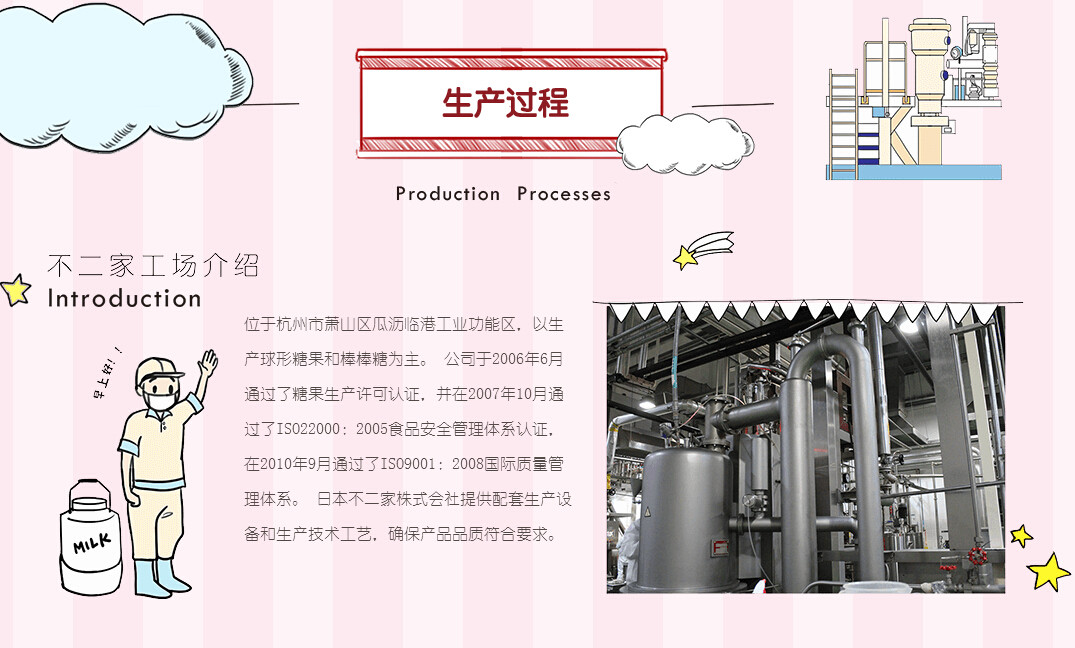 生产过程
Production Processes
不二家工场介绍
Introduction
位于杭州市萧山区瓜沥临港工业功能区，以生
产球形糖果和棒棒糖为主。 公司于2006年6月
通过了糖果生产许可认证，并在2007年10月通
过了ISO22000：2005食品安全管理体系认证，
在2010年9月通过了ISO9001：2008国际质量管
理体系。 日本不二家株式会社提供配套生产设
备和生产技术工艺，确保产品品质符合要求。
早上好！！
MILK